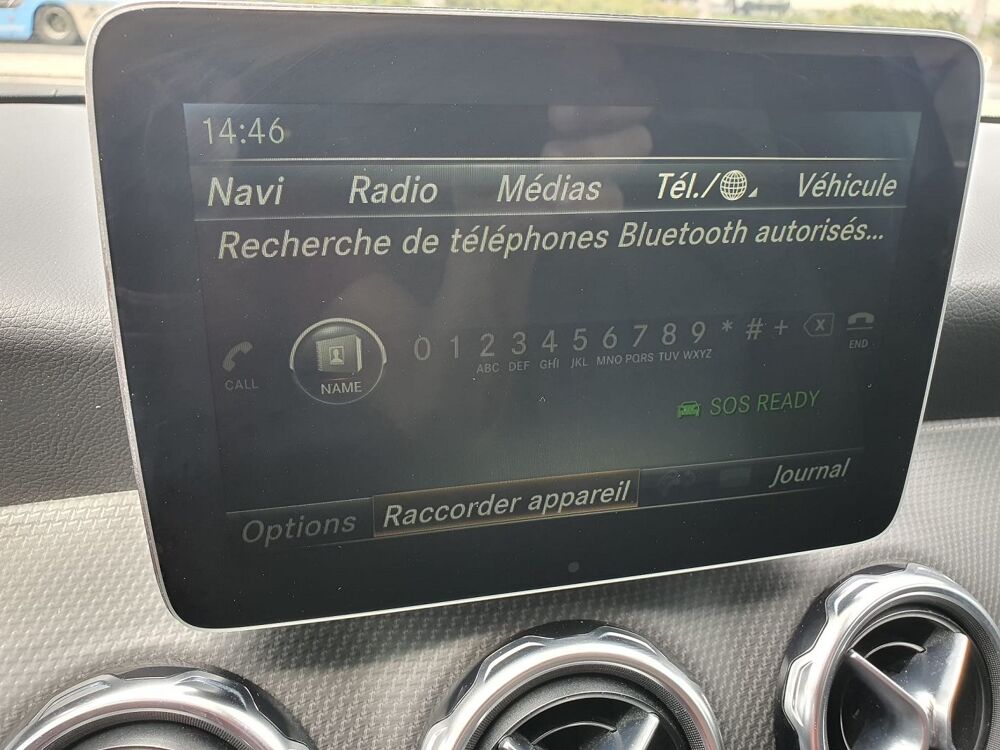 14:46
Navi Radio Médias Tél./ Véhicule
Recherche de téléphones Bluetooth autorisés...
CALL NAME 0 1 2 3 4 5 6 7 8 9 * # + X END
ABC DEF GHI JKL MNO PQRS TUV WXYZ
SOS READY
Options Raccorder appareil Journal